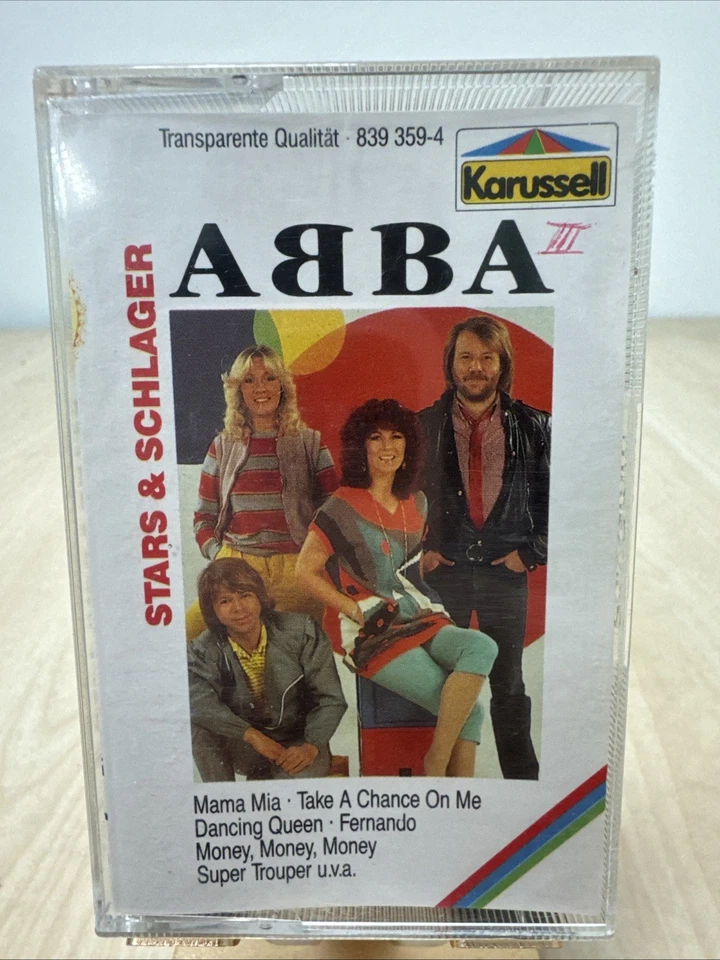 Transparente Qualität · 839 359-4
Karussell
ABBA III
STARS & SCHLAGER
Mama Mia · Take A Chance On Me
Dancing Queen · Fernando
Money, Money, Money
Super Trouper u.v.a.